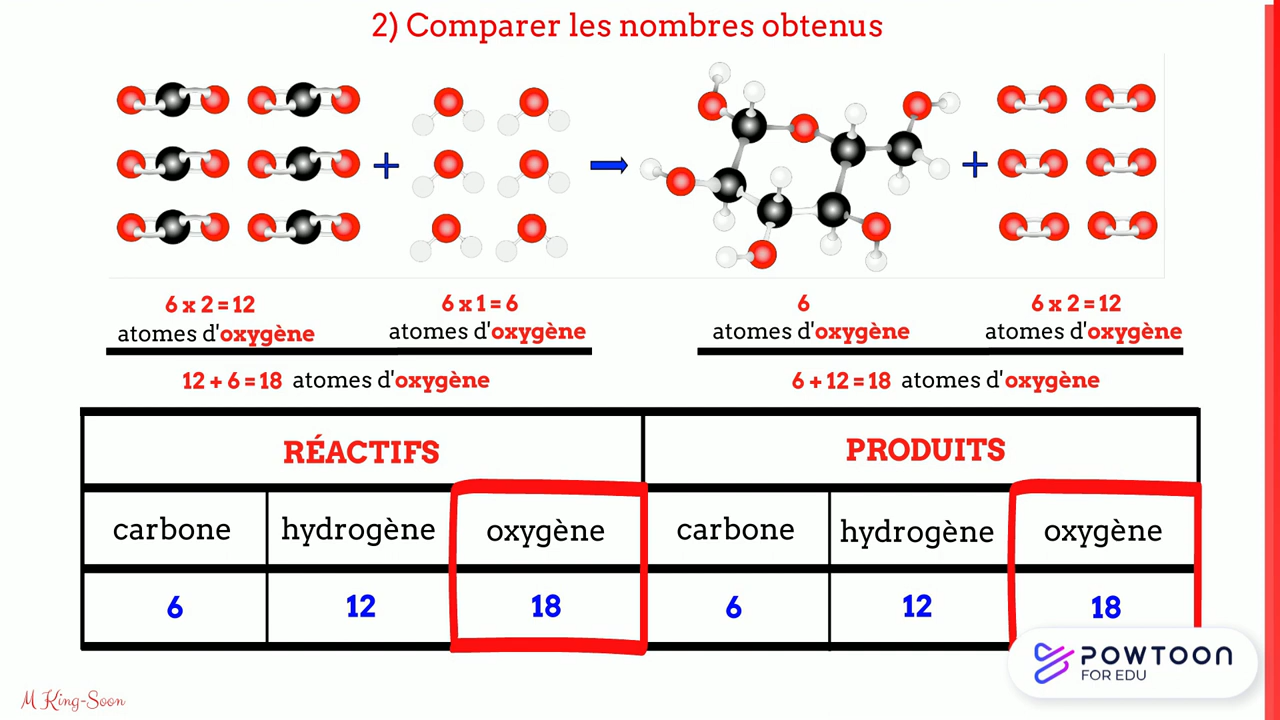 2) Comparer les nombres obtenus
+ + 
6 x 2 = 12 6 x 1 = 6 6 6 x 2 = 12
atomes d'oxygène atomes d'oxygène atomes d'oxygène atomes d'oxygène
12 + 6 = 18 atomes d'oxygène 6 + 12 = 18 atomes d'oxygène
RÉACTIFS PRODUITS
carbone hydrogène oxygène carbone hydrogène oxygène
6 12 18 6 12 18
POWTOON
FOR EDU
M King-Soon